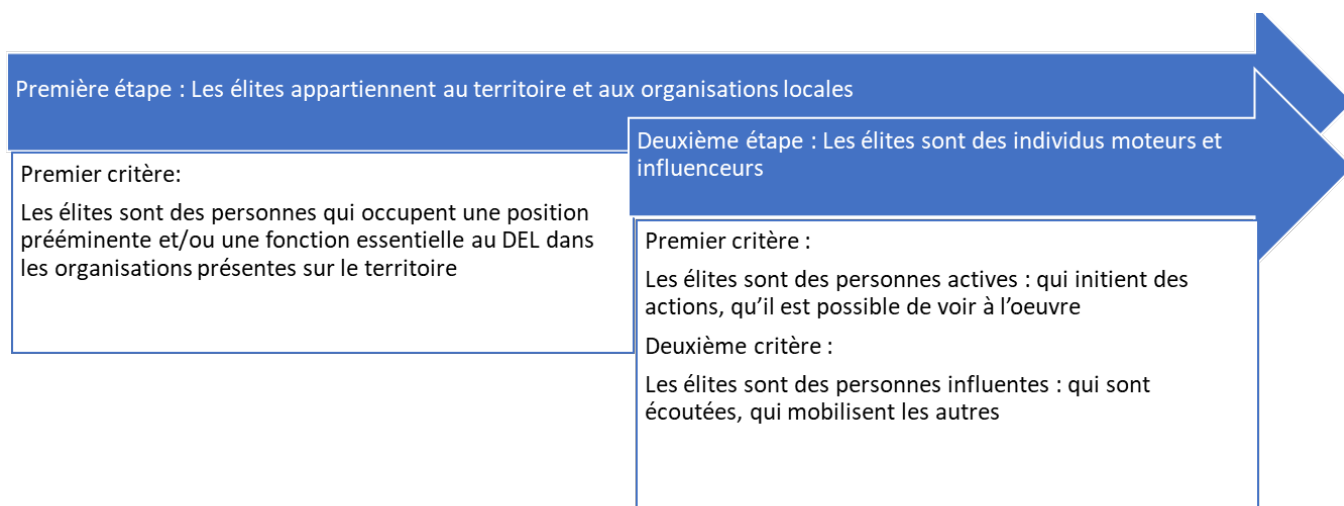 Première étape : Les élites appartiennent au territoire et aux organisations locales
Premier critère:
Les élites sont des personnes qui occupent une position
prééminente et/ou une fonction essentielle au DEL dans
les organisations présentes sur le territoire
Deuxième étape : Les élites sont des individus moteurs et
influenceurs
Premier critère :
Les élites sont des personnes actives : qui initient des
actions, qu’il est possible de voir à l’oeuvre
Deuxième critère :
Les élites sont des personnes influentes : qui sont
écoutées, qui mobilisent les autres